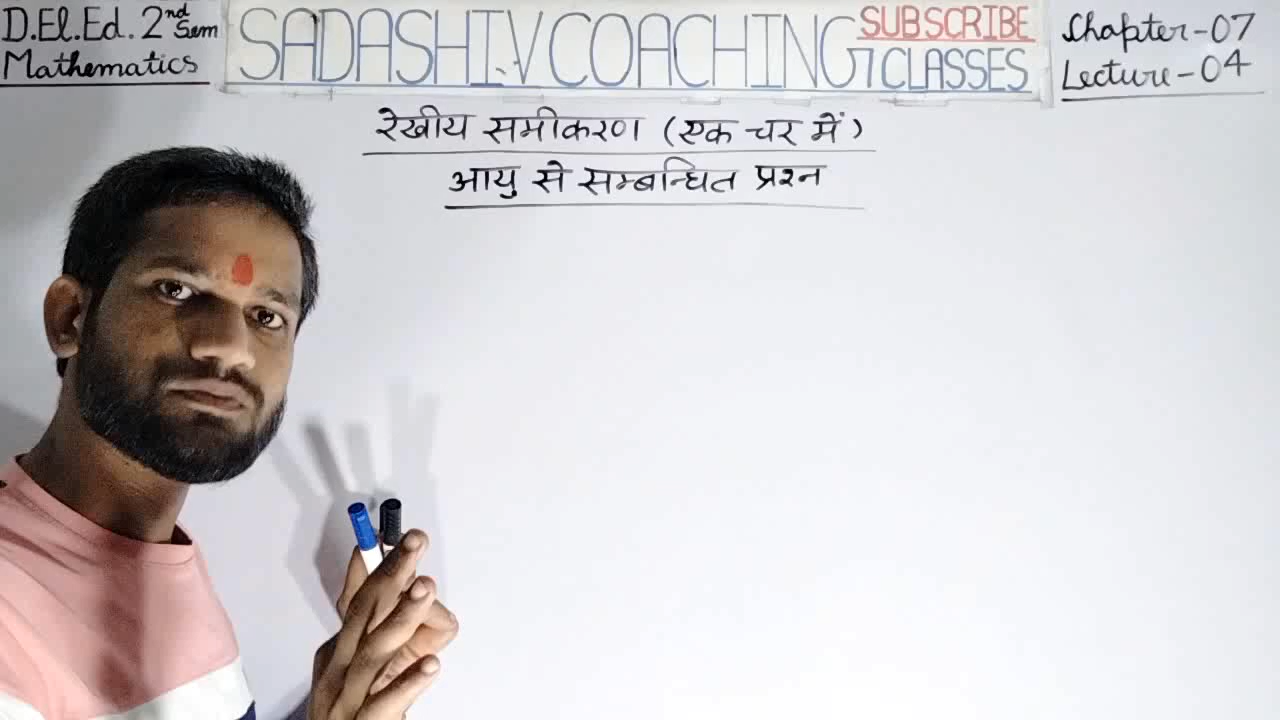 D.El.Ed. 2nd Sem
Mathematics
SADASHIV COACHING
SUBSCRIBE
CLASSES
Chapter-07
Lecture-04
रेखीय समीकरण (एक चर में)
आयु से सम्बन्धित प्रश्न